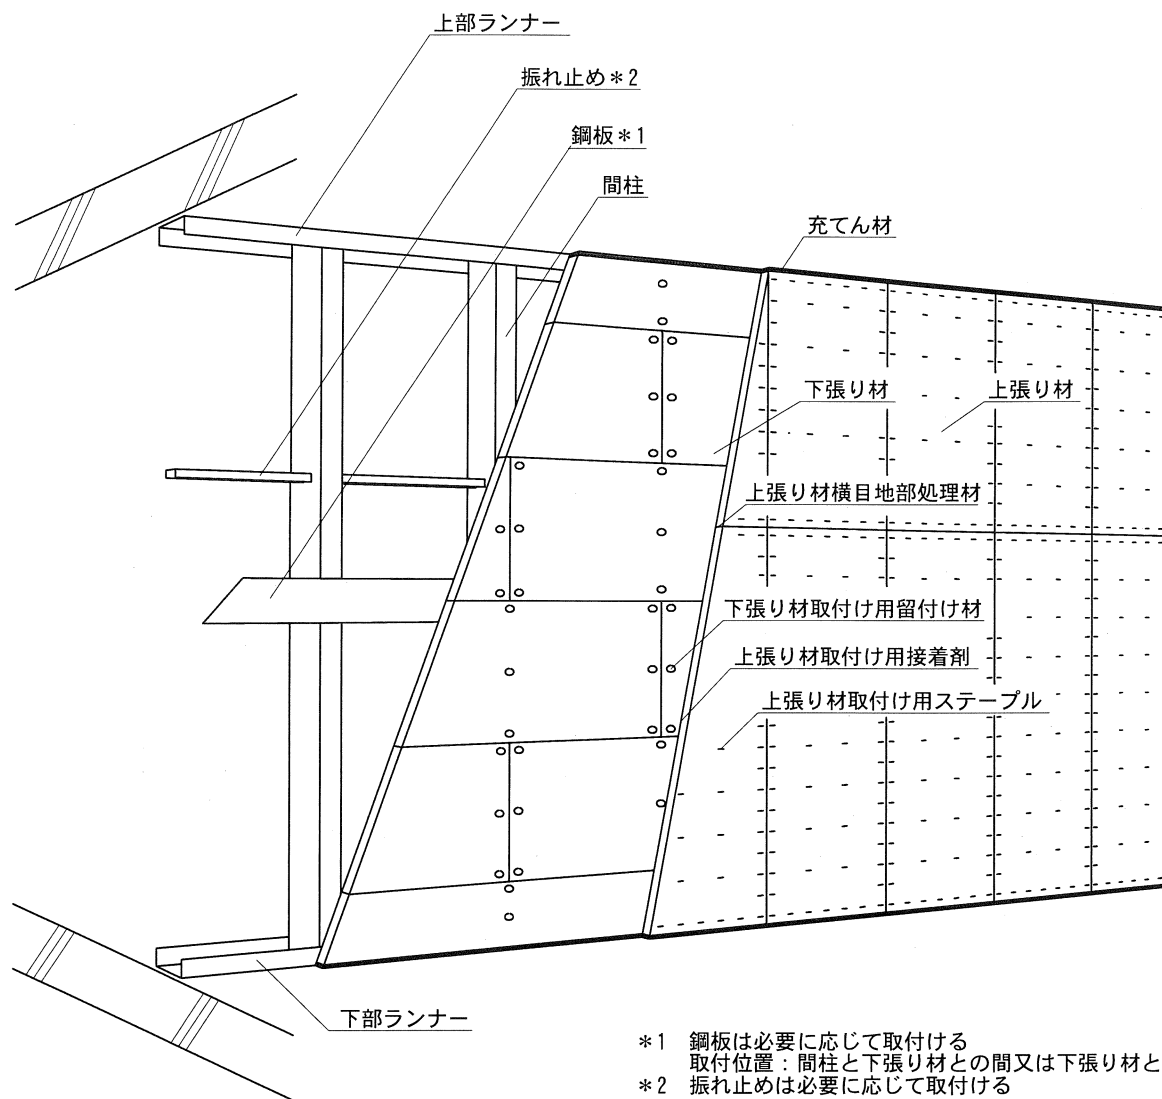 上部ランナー
振れ止め＊2
鋼板＊1
間柱
充てん材
下張り材
上張り材
上張り材横目地部処理材
下張り材取付け用留付け材
上張り材取付け用接着剤
上張り材取付け用ステープル
下部ランナー
＊1 鋼板は必要に応じて取付ける
取付位置：間柱と下張り材との間又は下張り材と
＊2 振れ止めは必要に応じて取付ける